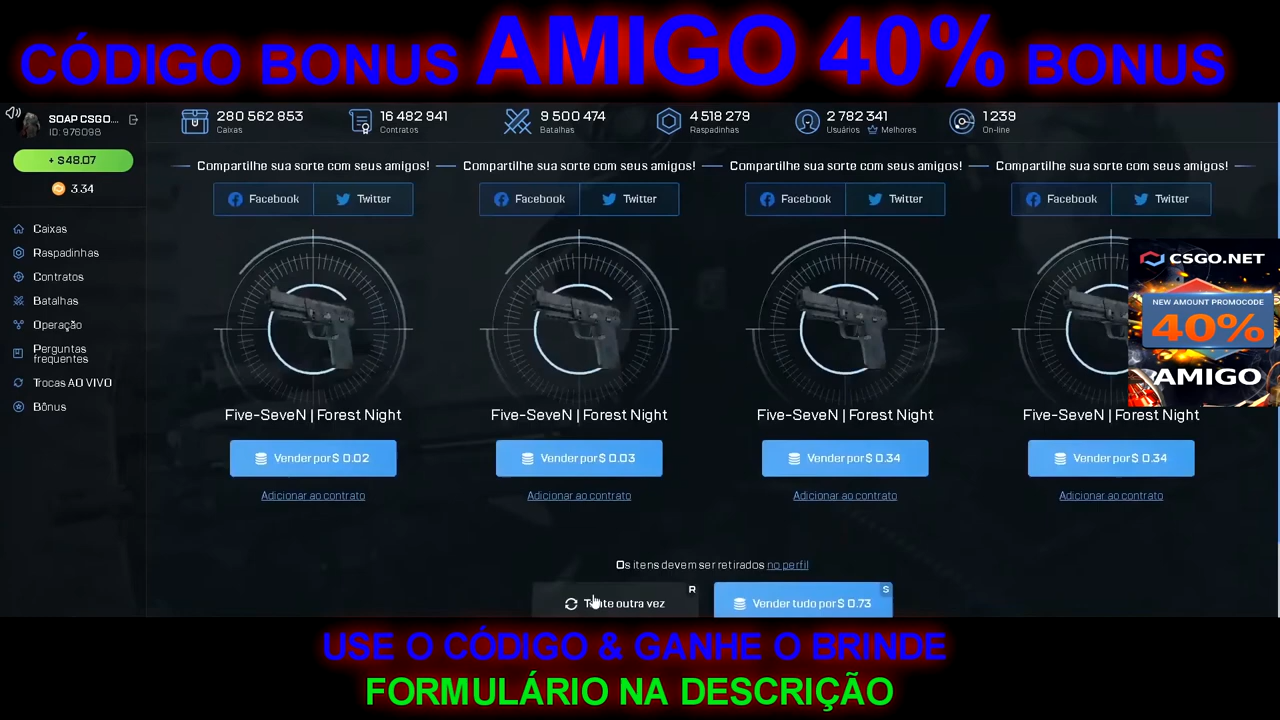 CÓDIGO BONUS AMIGO 40% BONUS
SOAP CSGO....
ID: 976098
+ $48.07
3.34
280 562 853
Caixas
16 482 941
Contratos
9 500 474
Batalhas
4 518 279
Raspadinhas
2 782 341
Usuários Melhores
1 239
On-line
Caixas
Raspadinhas
Contratos
Batalhas
Operação
Perguntas
frequentes
Trocas AO VIVO
Bônus
Compartilhe sua sorte com seus amigos! Compartilhe sua sorte com seus amigos! Compartilhe sua sorte com seus amigos! Compartilhe sua sorte com seus amigos!
Facebook Twitter Facebook Twitter Facebook Twitter Facebook Twitter
CSGO.NET
NEW AMOUNT PROMOCODE
40%
AMIGO
Five-SeveN | Forest Night Five-SeveN | Forest Night Five-SeveN | Forest Night Five-SeveN | Forest Night
Vender por $ 0.02 Vender por $ 0.03 Vender por $ 0.34 Vender por $ 0.34
Adicionar ao contrato Adicionar ao contrato Adicionar ao contrato Adicionar ao contrato
Os itens devem ser retirados no perfil
outra vez R Vender tudo por $ 0.73 S
USE O CÓDIGO & GANHE O BRINDE
FORMULÁRIO NA DESCRIÇÃO